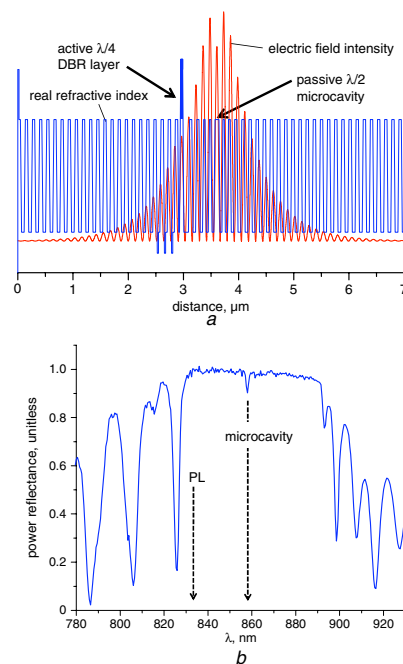 active λ/4
DBR layer
electric field intensity
real refractive index
passive λ/2
microcavity
0 1 2 3 4 5 6 7
distance, μm
a
power reflectance, unitless
1.0
0.8
0.6
0.4
0.2
0
PL
microcavity
780 800 820 840 860 880 900 920
λ, nm
b